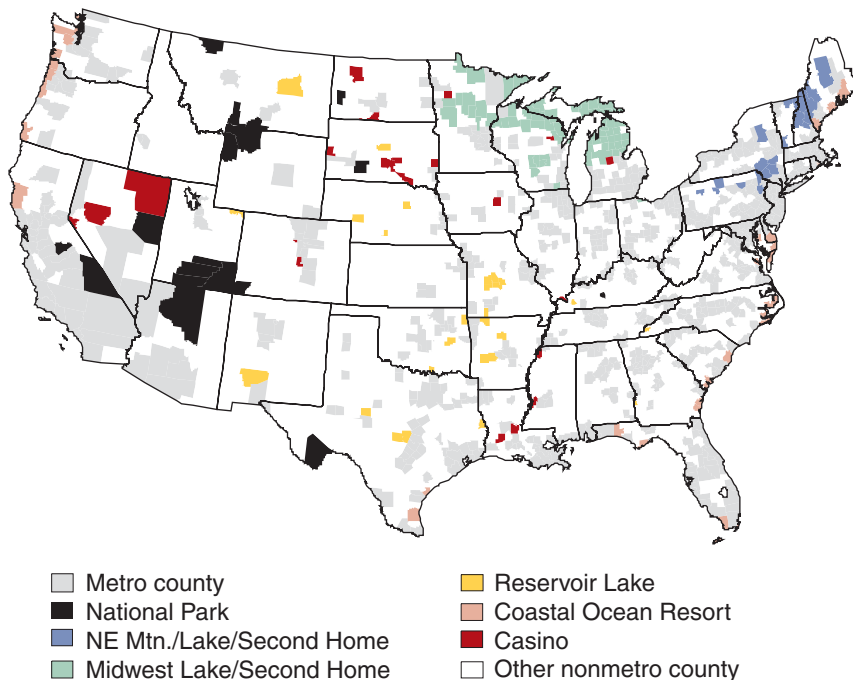 Metro county
National Park
NE Mtn./Lake/Second Home
Midwest Lake/Second Home
Reservoir Lake
Coastal Ocean Resort
Casino
Other nonmetro county